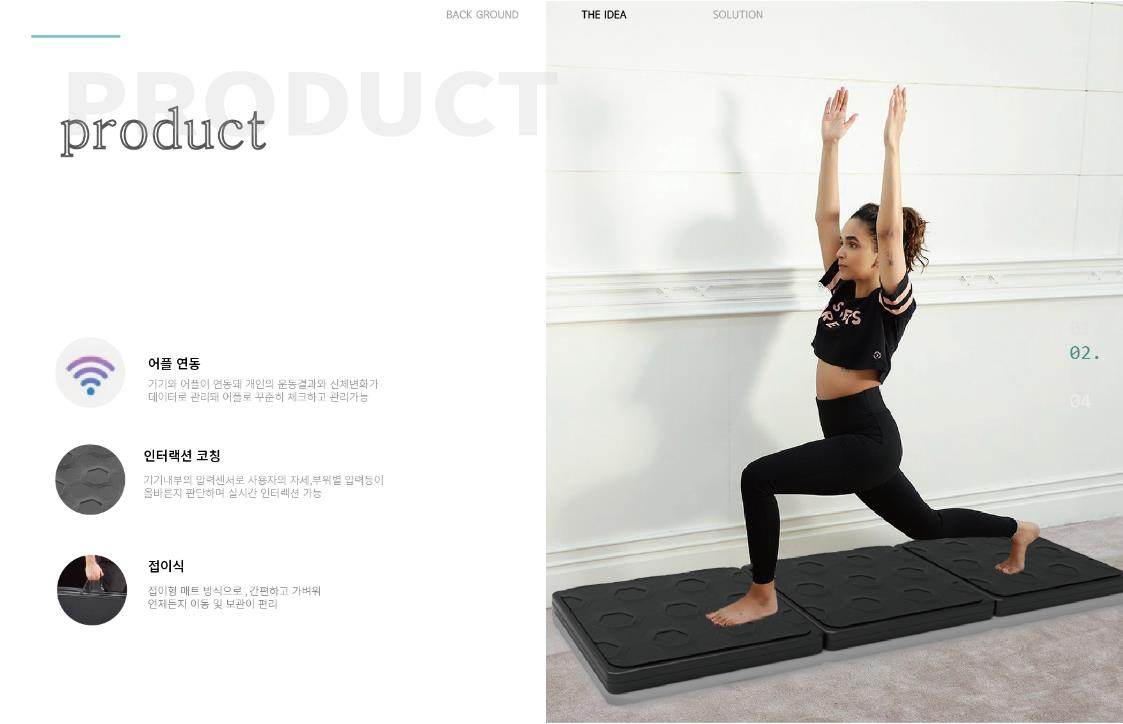 BACK GROUND
THE IDEA
SOLUTION
PRODUCT
product
어플 연동
기기와 어플이 연동돼 개인의 운동결과와 신체변화가
데이터로 관리돼 어플로 꾸준히 체크하고 관리가능
인터랙션 코칭
기기내부의 압력센서로 사용자의 자세,부위별 압력등이
올바른지 판단하며 실시간 인터렉션 가능
접이식
접이형 매트 방식으로 , 간편하고 가벼워
언제든지 이동 및 보관이 편리
02.
04